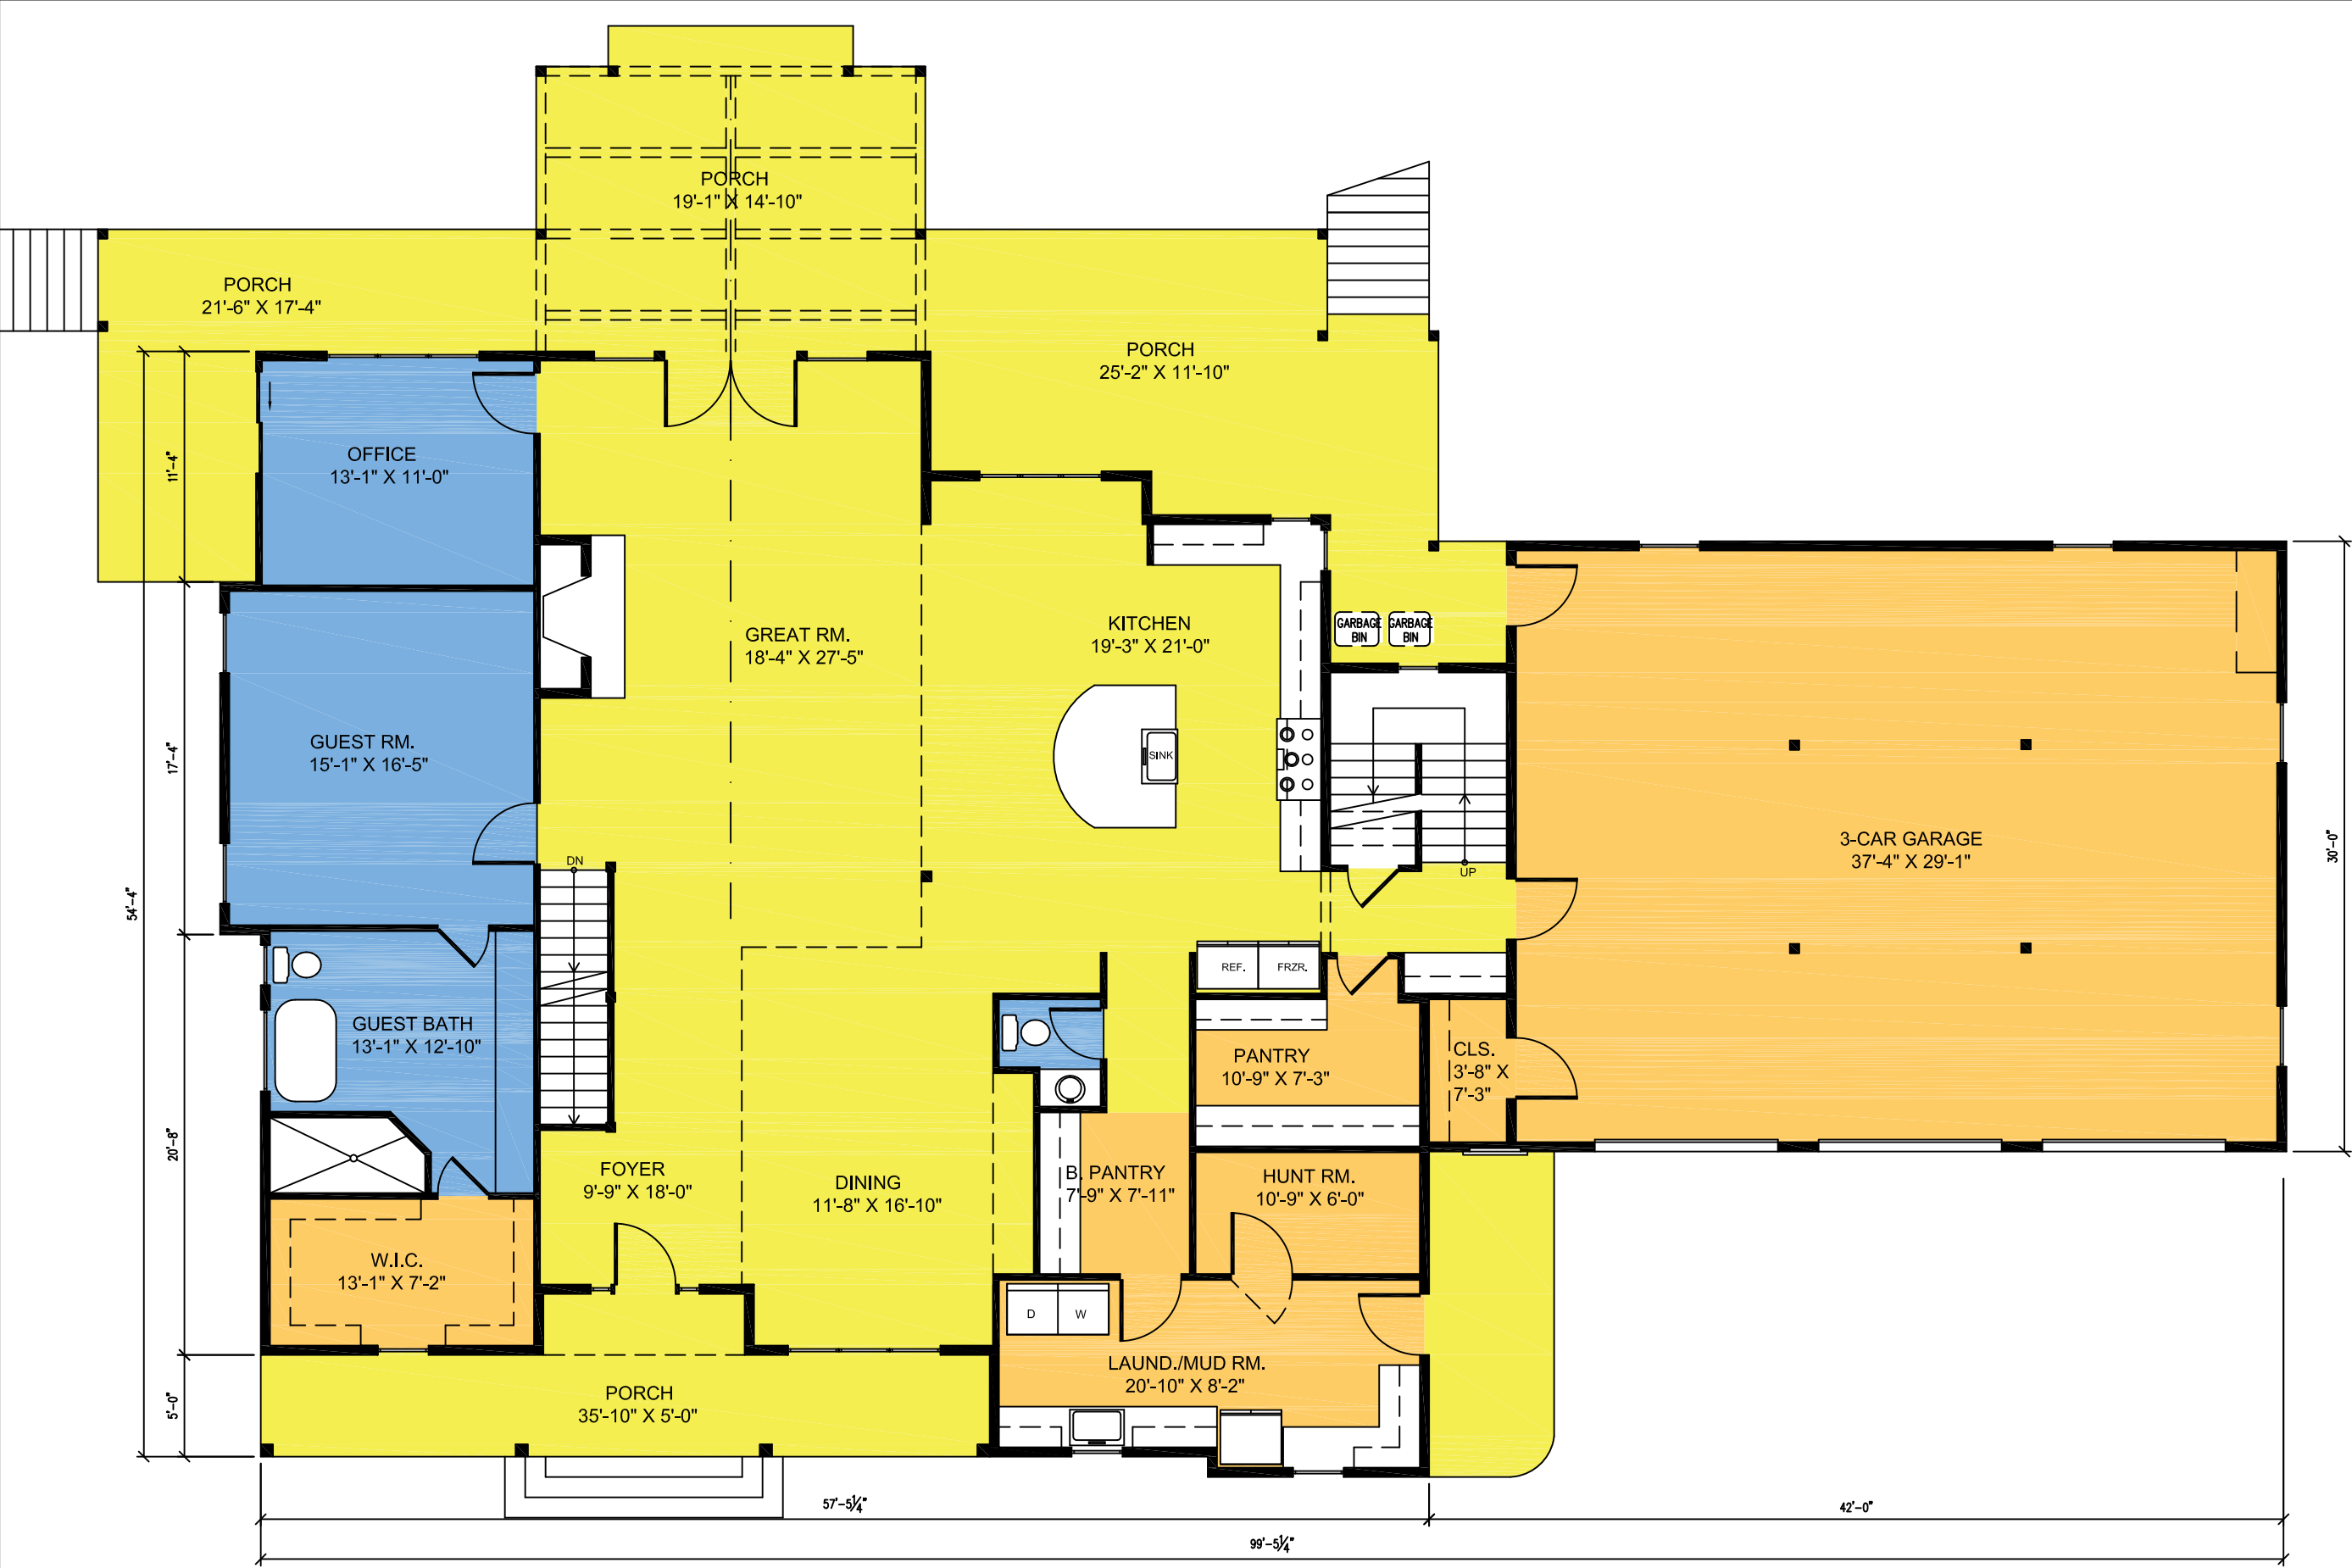 PORCH
19'-1" X 14'-10"
PORCH
21'-6" X 17'-4"
PORCH
25'-2" X 11'-10"
OFFICE
13'-1" X 11'-0"
11'-4"
GREAT RM.
18'-4" X 27'-5"
KITCHEN
19'-3" X 21'-0"
GARBAGE
BIN
GARBAGE
BIN
SINK
GUEST RM.
15'-1" X 16'-5"
17'-4"
3-CAR GARAGE
37'-4" X 29'-1"
30'-0"
DN
UP
54'-4"
REF.
FRZR.
GUEST BATH
13'-1" X 12'-10"
PANTRY
10'-9" X 7'-3"
CLS.
3'-8" X
7'-3"
20'-8"
FOYER
9'-9" X 18'-0"
DINING
11'-8" X 16'-10"
B. PANTRY
7'-9" X 7'-11"
HUNT RM.
10'-9" X 6'-0"
W.I.C.
13'-1" X 7'-2"
D
W
LAUND./MUD RM.
20'-10" X 8'-2"
PORCH
35'-10" X 5'-0"
5'-0"
57'-5¼"
42'-0"
99'-5¼"